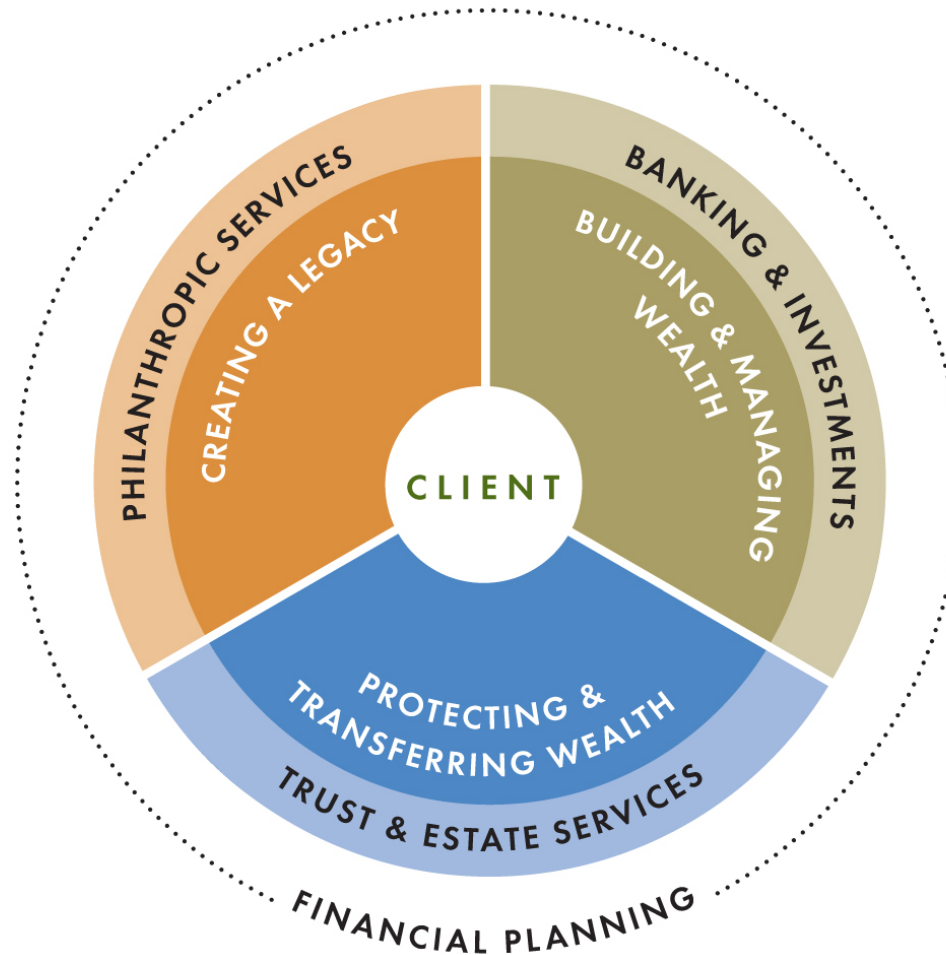 PHILANTHROPIC SERVICES
CREATING A LEGACY
BANKING & INVESTMENTS
BUILDING & MANAGING
WEALTH
CLIENT
PROTECTING &
TRANSFERRING WEALTH
TRUST & ESTATE SERVICES
FINANCIAL PLANNING